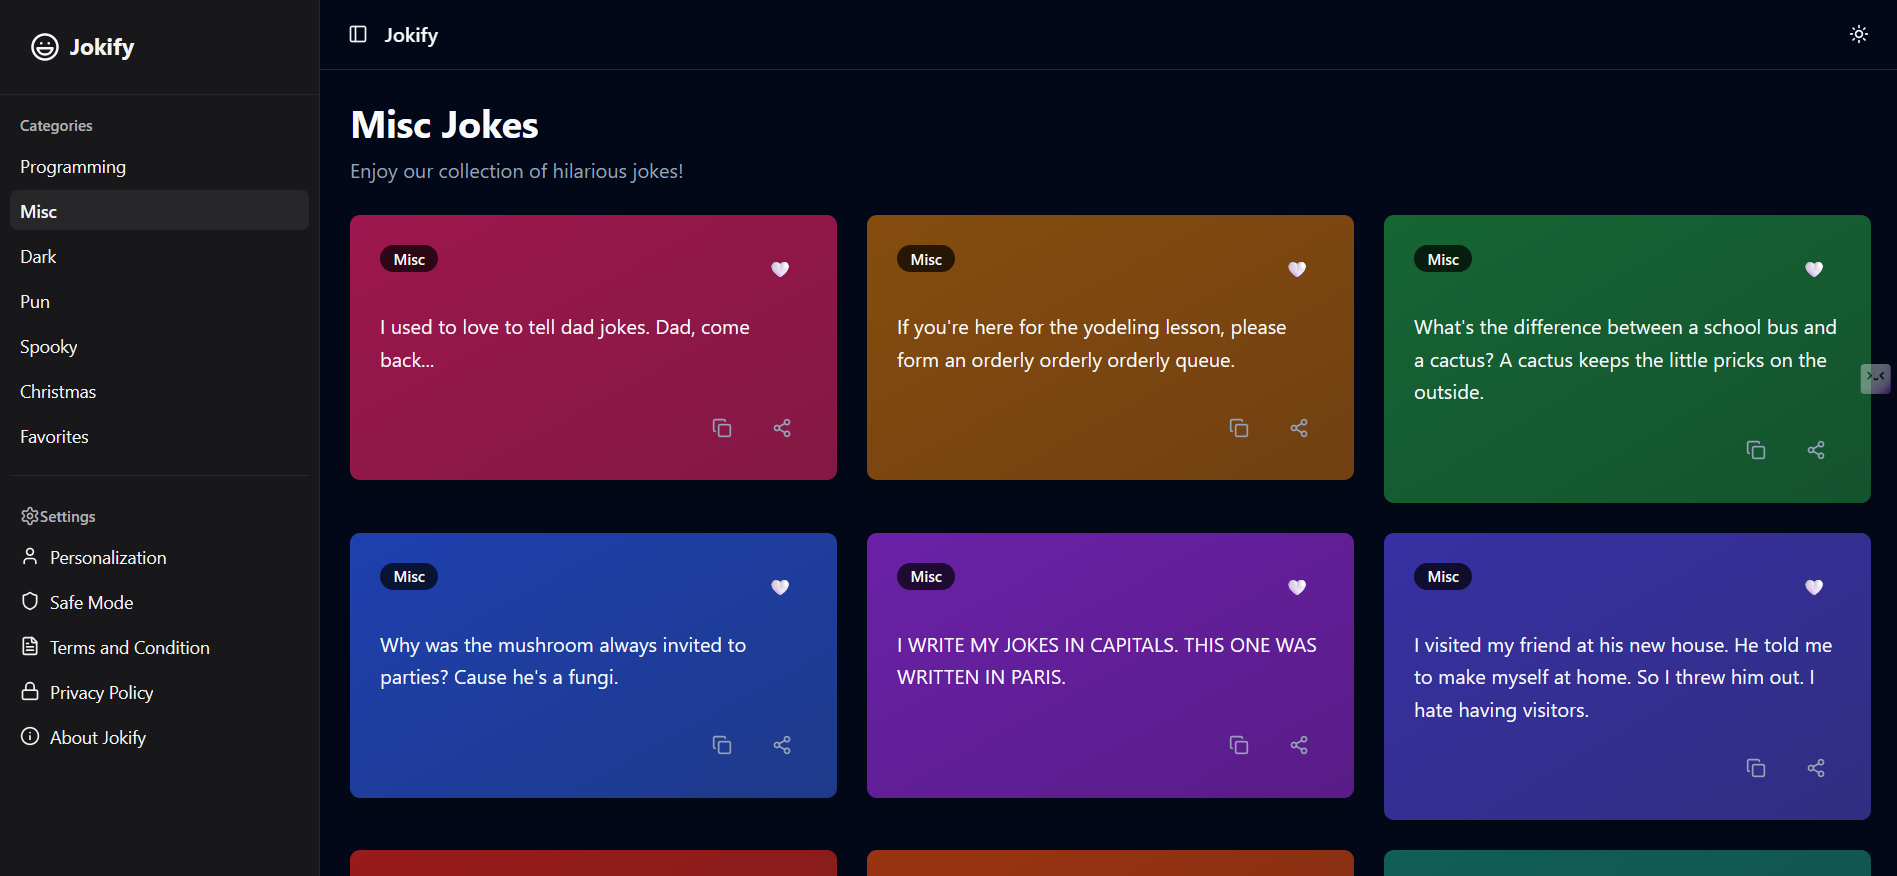 Jokify
Categories
Programming
Misc
Dark
Pun
Spooky
Christmas
Favorites
Settings
Personalization
Safe Mode
Terms and Condition
Privacy Policy
About Jokify
Jokify
Misc Jokes
Enjoy our collection of hilarious jokes!
Misc
I used to love to tell dad jokes. Dad, come
back...
Misc
If you're here for the yodeling lesson, please
form an orderly orderly orderly queue.
Misc
What's the difference between a school bus and
a cactus? A cactus keeps the little pricks on the
outside.
Misc
Why was the mushroom always invited to
parties? Cause he's a fungi.
Misc
I WRITE MY JOKES IN CAPITALS. THIS ONE WAS
WRITTEN IN PARIS.
Misc
I visited my friend at his new house. He told me
to make myself at home. So I threw him out. I
hate having visitors.